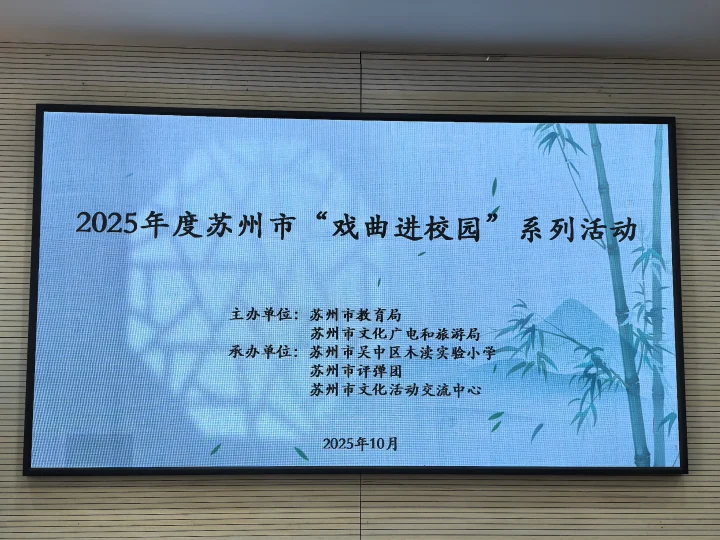 2025年度苏州市“戏曲进校园”系列活动
主办单位：苏州市教育局
苏州市文化广电和旅游局
承办单位：苏州市吴中区木渎实验小学
苏州市评弹团
苏州市文化活动交流中心
2025年10月